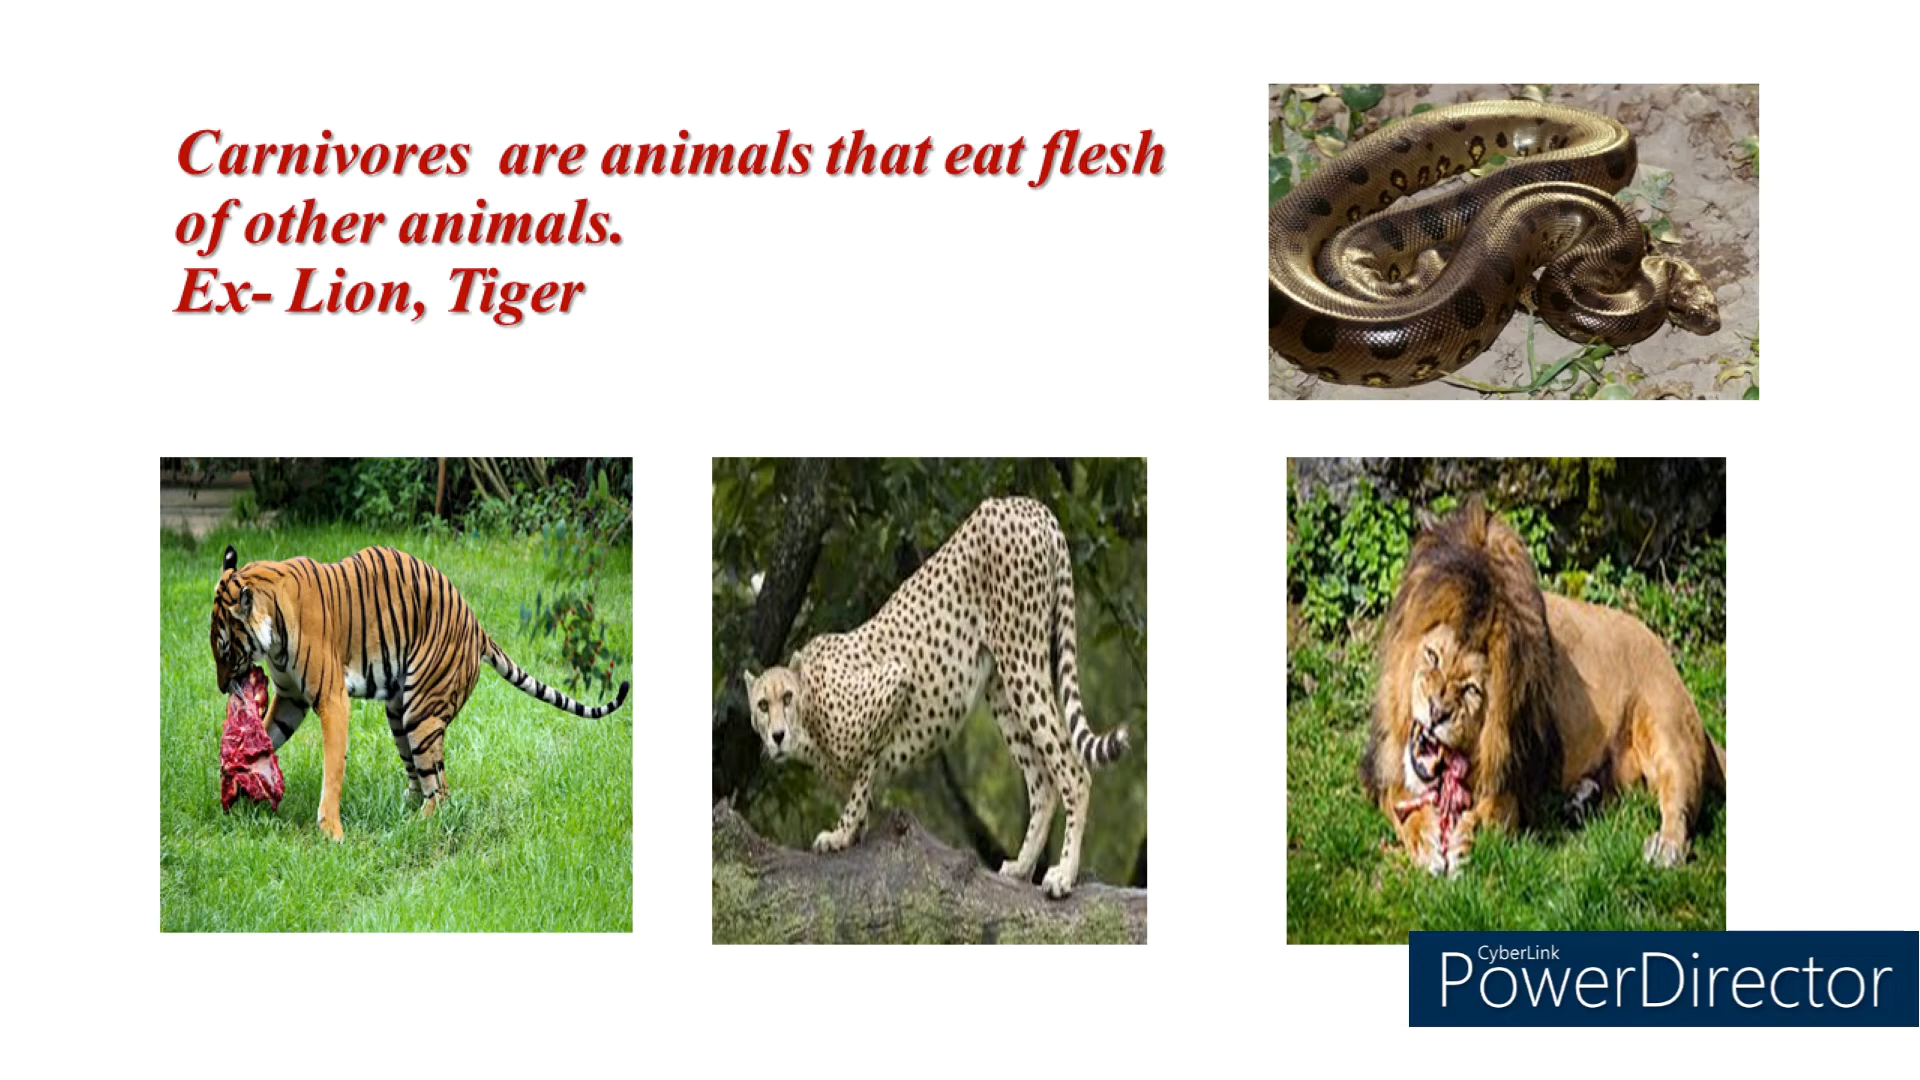 Carnivores  are animals that eat flesh
of other animals.
Ex- Lion, Tiger
CyberLink
PowerDirector